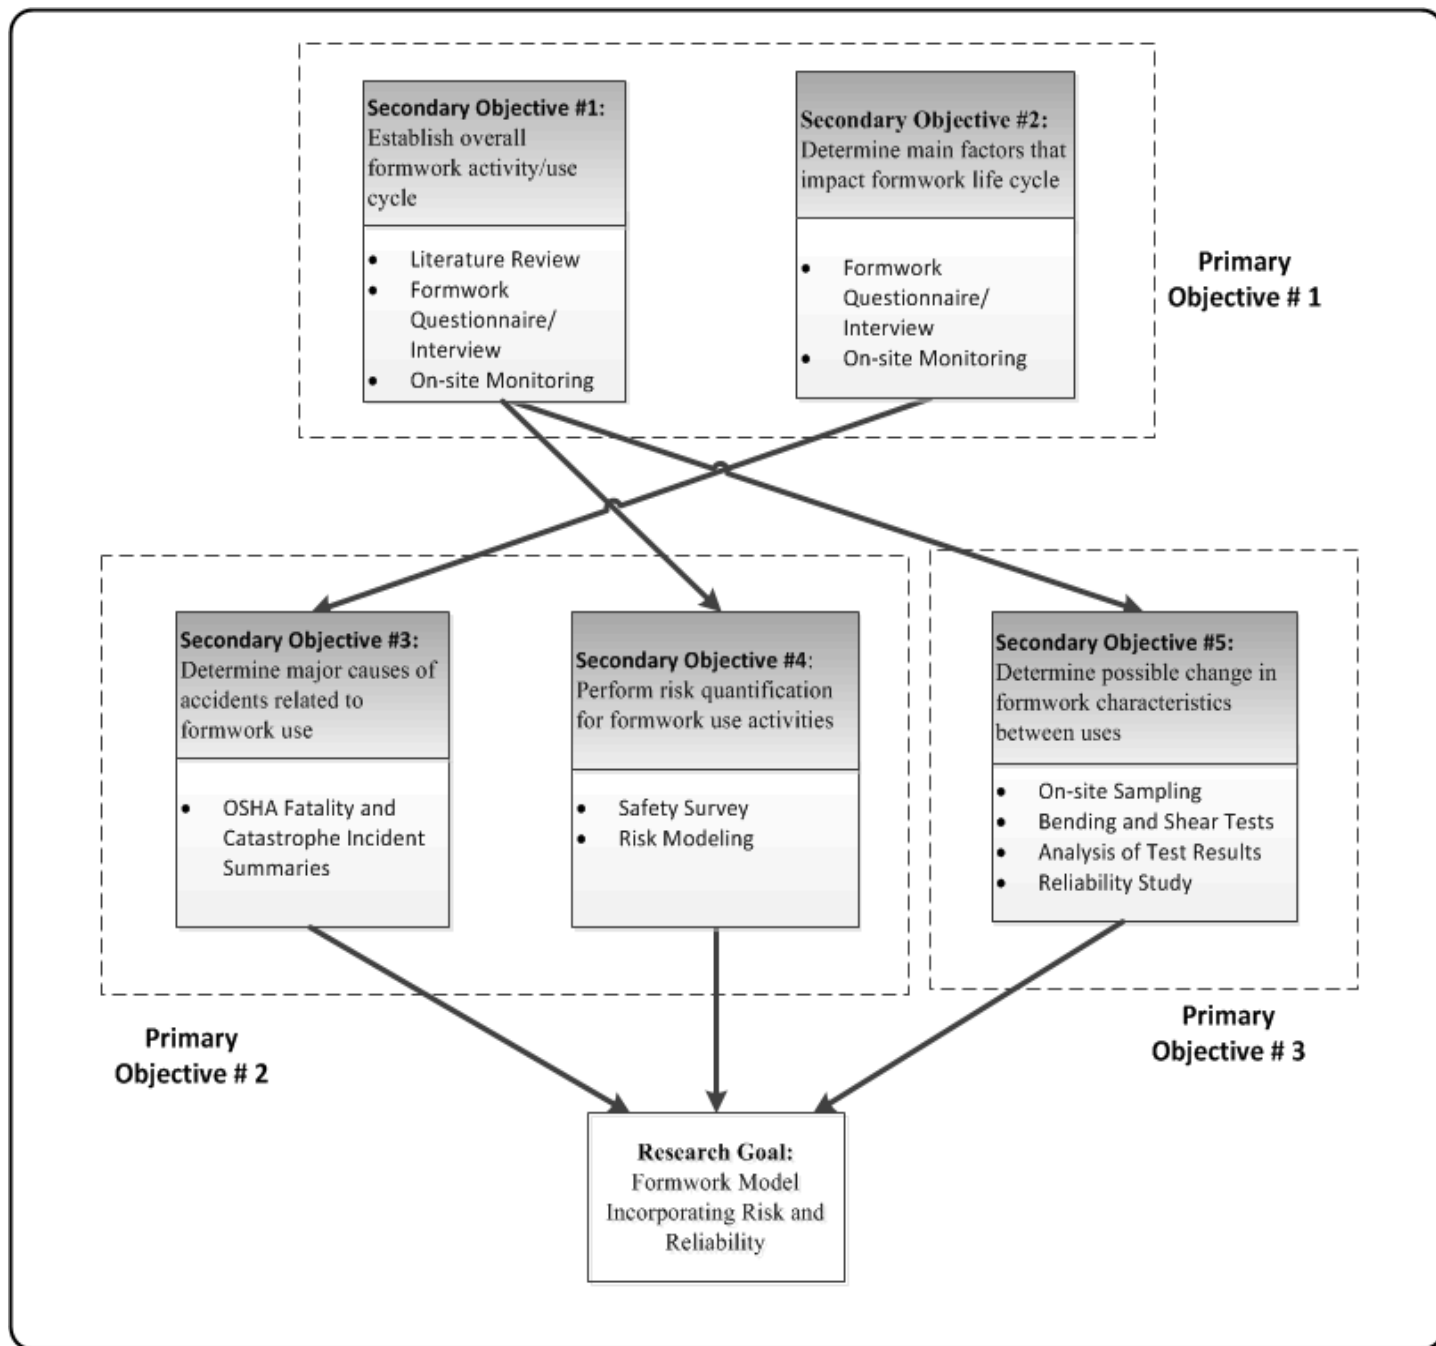 Secondary Objective #1:
Establish overall
formwork activity/use
cycle
• Literature Review
• Formwork
Questionnaire/
Interview
• On-site Monitoring
Secondary Objective #2:
Determine main factors that
impact formwork life cycle
• Formwork
Questionnaire/
Interview
• On-site Monitoring
Primary
Objective # 1
Secondary Objective #3:
Determine major causes of
accidents related to
formwork use
• OSHA Fatality and
Catastrophe Incident
Summaries
Secondary Objective #4:
Perform risk quantification
for formwork use activities
• Safety Survey
• Risk Modeling
Secondary Objective #5:
Determine possible change in
formwork characteristics
between uses
• On-site Sampling
• Bending and Shear Tests
• Analysis of Test Results
• Reliability Study
Primary
Objective # 2
Primary
Objective # 3
Research Goal:
Formwork Model
Incorporating Risk and
Reliability